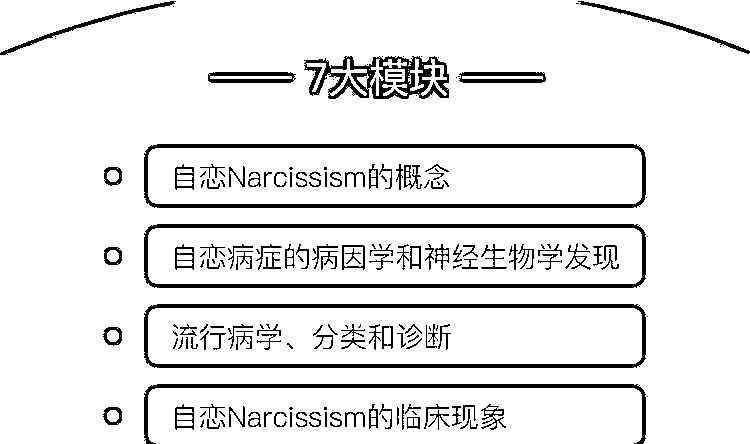 7大模块
自恋Narcissism的概念
自恋病症的病因学和神经生物学发现
流行病学、分类和诊断
自恋Narcissism的临床现象